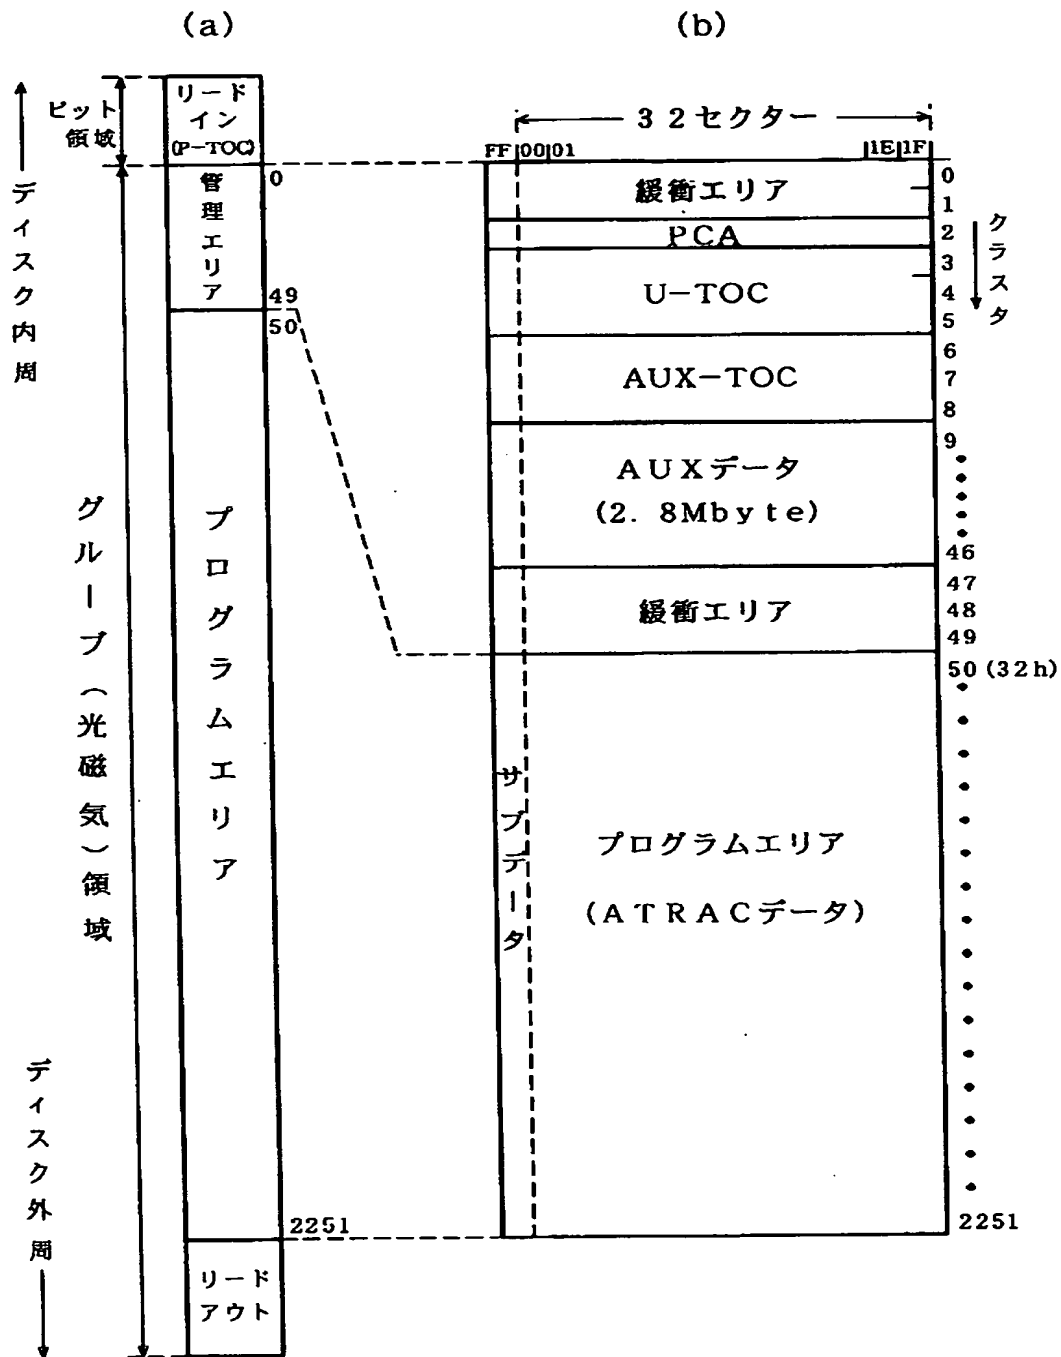 (a)
ディスク内周
ピット
領域
リード
イン
(P-TOC)
管理エリア
0
49
50
グルーブ(光磁気)領域
プログラムエリア
2251
ディスク外周
リード
アウト
(b)
32セクター
FF 00 01 1E 1F
緩衝エリア
0
1
PCA
2
クラスタ
U-TOC
3
4
5
AUX-TOC
6
7
8
AUXデータ
(2.8Mbyte)
9
46
緩衝エリア
47
48
49
50(32h)
サブデータ
プログラムエリア
(ATRACデータ)
2251